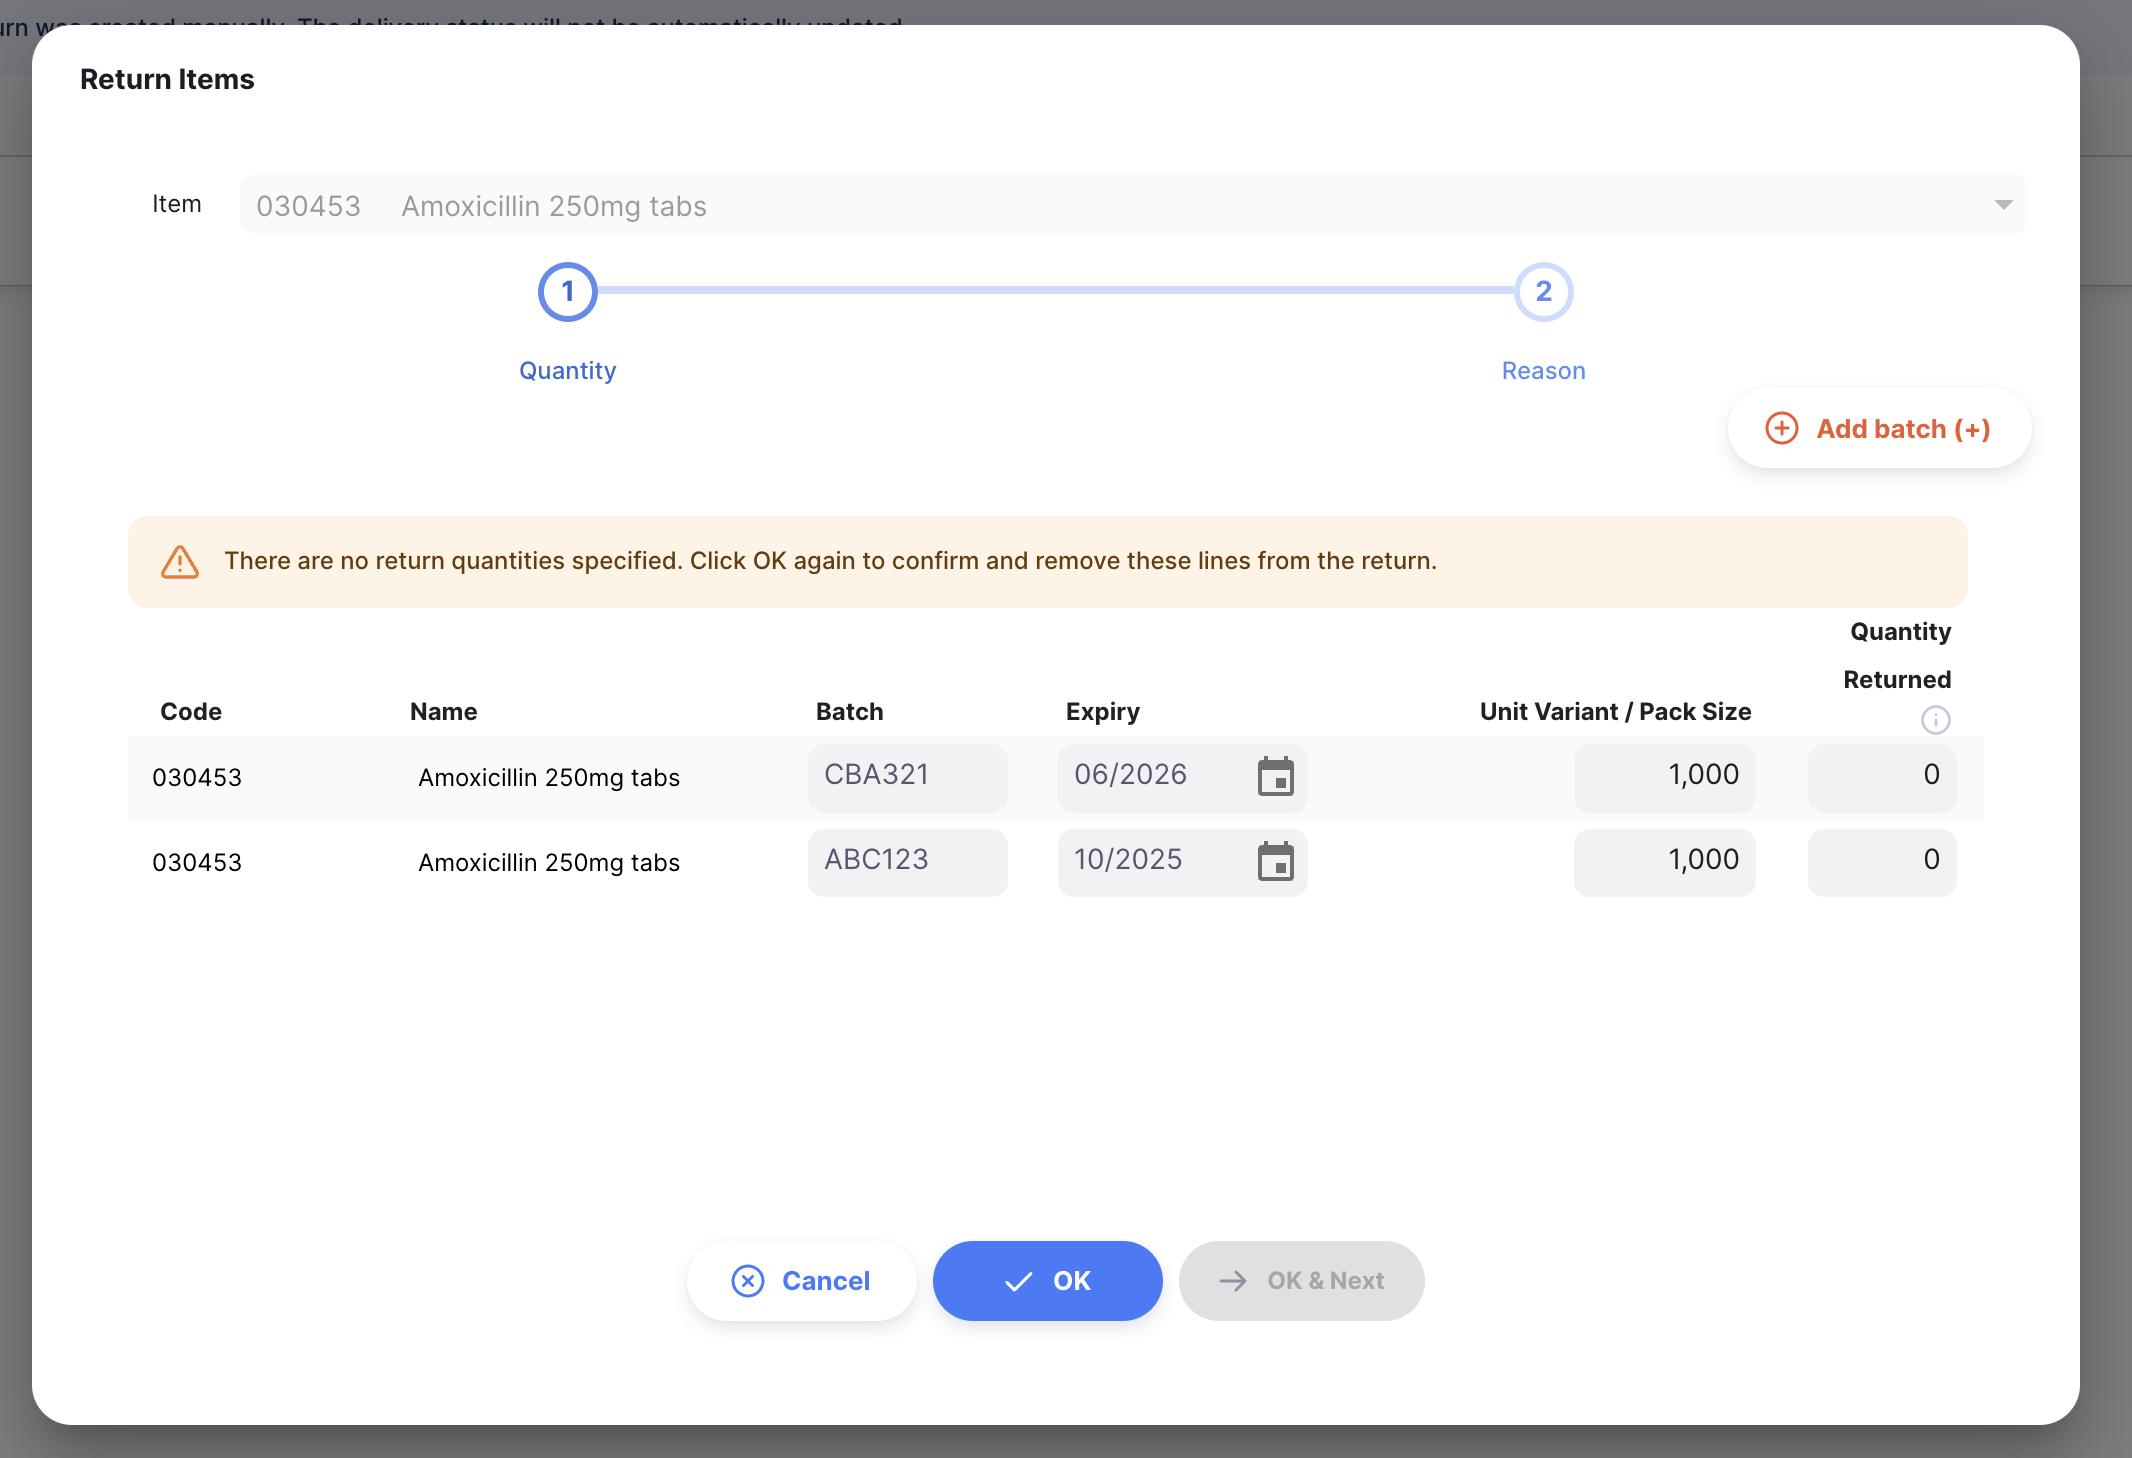 Return Items
Item 030453 Amoxicillin 250mg tabs
1 2
Quantity Reason
Add batch (+)
There are no return quantities specified. Click OK again to confirm and remove these lines from the return.
Code Name Batch Expiry Unit Variant / Pack Size Quantity Returned
030453 Amoxicillin 250mg tabs CBA321 06/2026 1,000 0
030453 Amoxicillin 250mg tabs ABC123 10/2025 1,000 0
Cancel OK OK & Next